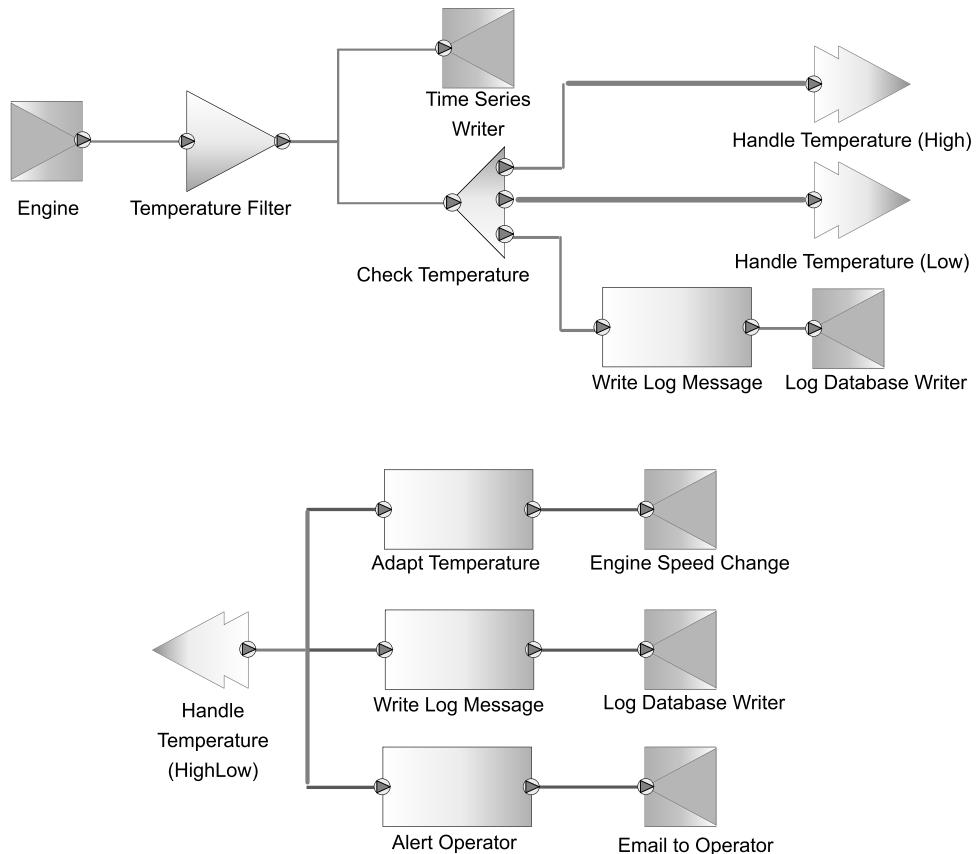 Time Series
Writer
Handle Temperature (High)
Engine
Temperature Filter
Check Temperature
Handle Temperature (Low)
Write Log Message
Log Database Writer
Adapt Temperature
Engine Speed Change
Handle
Temperature
(HighLow)
Write Log Message
Log Database Writer
Alert Operator
Email to Operator